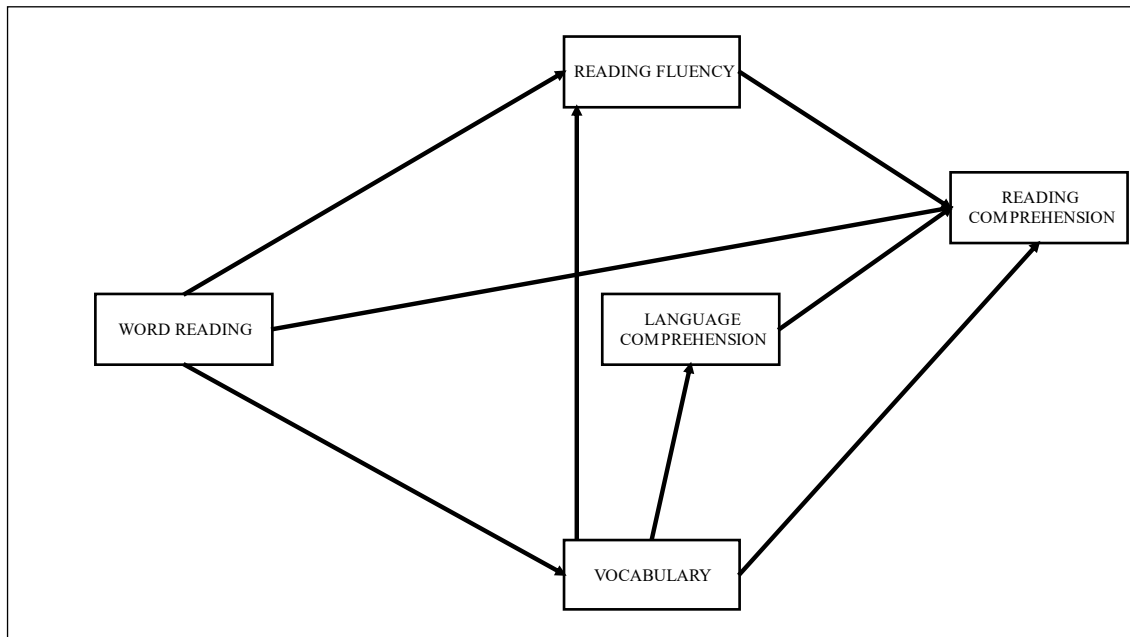 READING FLUENCY
READING
COMPREHENSION
WORD READING
LANGUAGE
COMPREHENSION
VOCABULARY